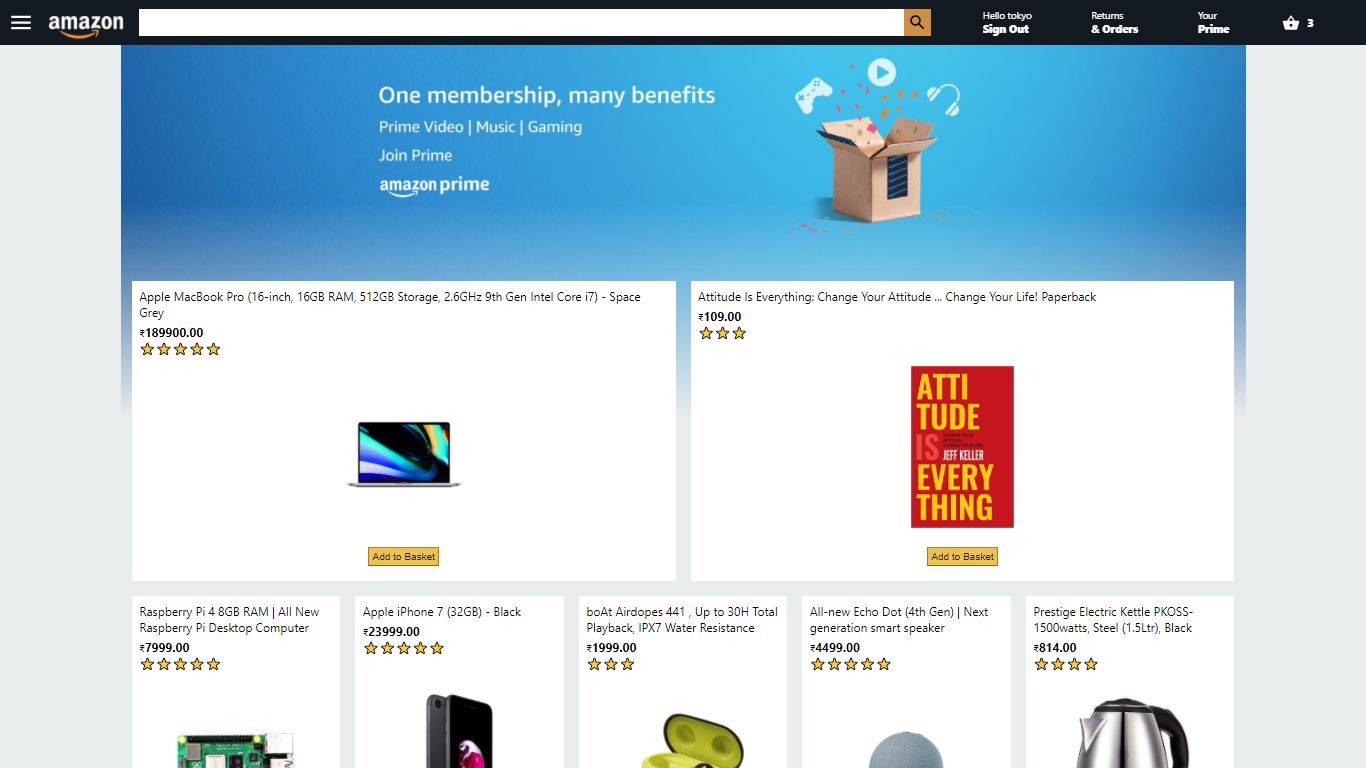 amazon
Hello tokyo
Sign Out
Returns
& Orders
Your
Prime
3
One membership, many benefits
Prime Video | Music | Gaming
Join Prime
amazon prime
Apple MacBook Pro (16-inch, 16GB RAM, 512GB Storage, 2.6GHz 9th Gen Intel Core i7) - Space
Grey
₹189900.00
Attitude Is Everything: Change Your Attitude ... Change Your Life! Paperback
₹109.00
ATTI
TUDE
IS
CHANGE YOUR
ATTITUDE
CHANGE YOUR LIFE!
JEFF KELLER
EVERY
THING
Add to Basket
Add to Basket
Raspberry Pi 4 8GB RAM | All New
Raspberry Pi Desktop Computer
₹7999.00
Apple iPhone 7 (32GB) - Black
₹23999.00
boAt Airdopes 441 , Up to 30H Total
Playback, IPX7 Water Resistance
₹1999.00
All-new Echo Dot (4th Gen) | Next
generation smart speaker
₹4499.00
Prestige Electric Kettle PKOSS-
1500watts, Steel (1.5Ltr), Black
₹814.00